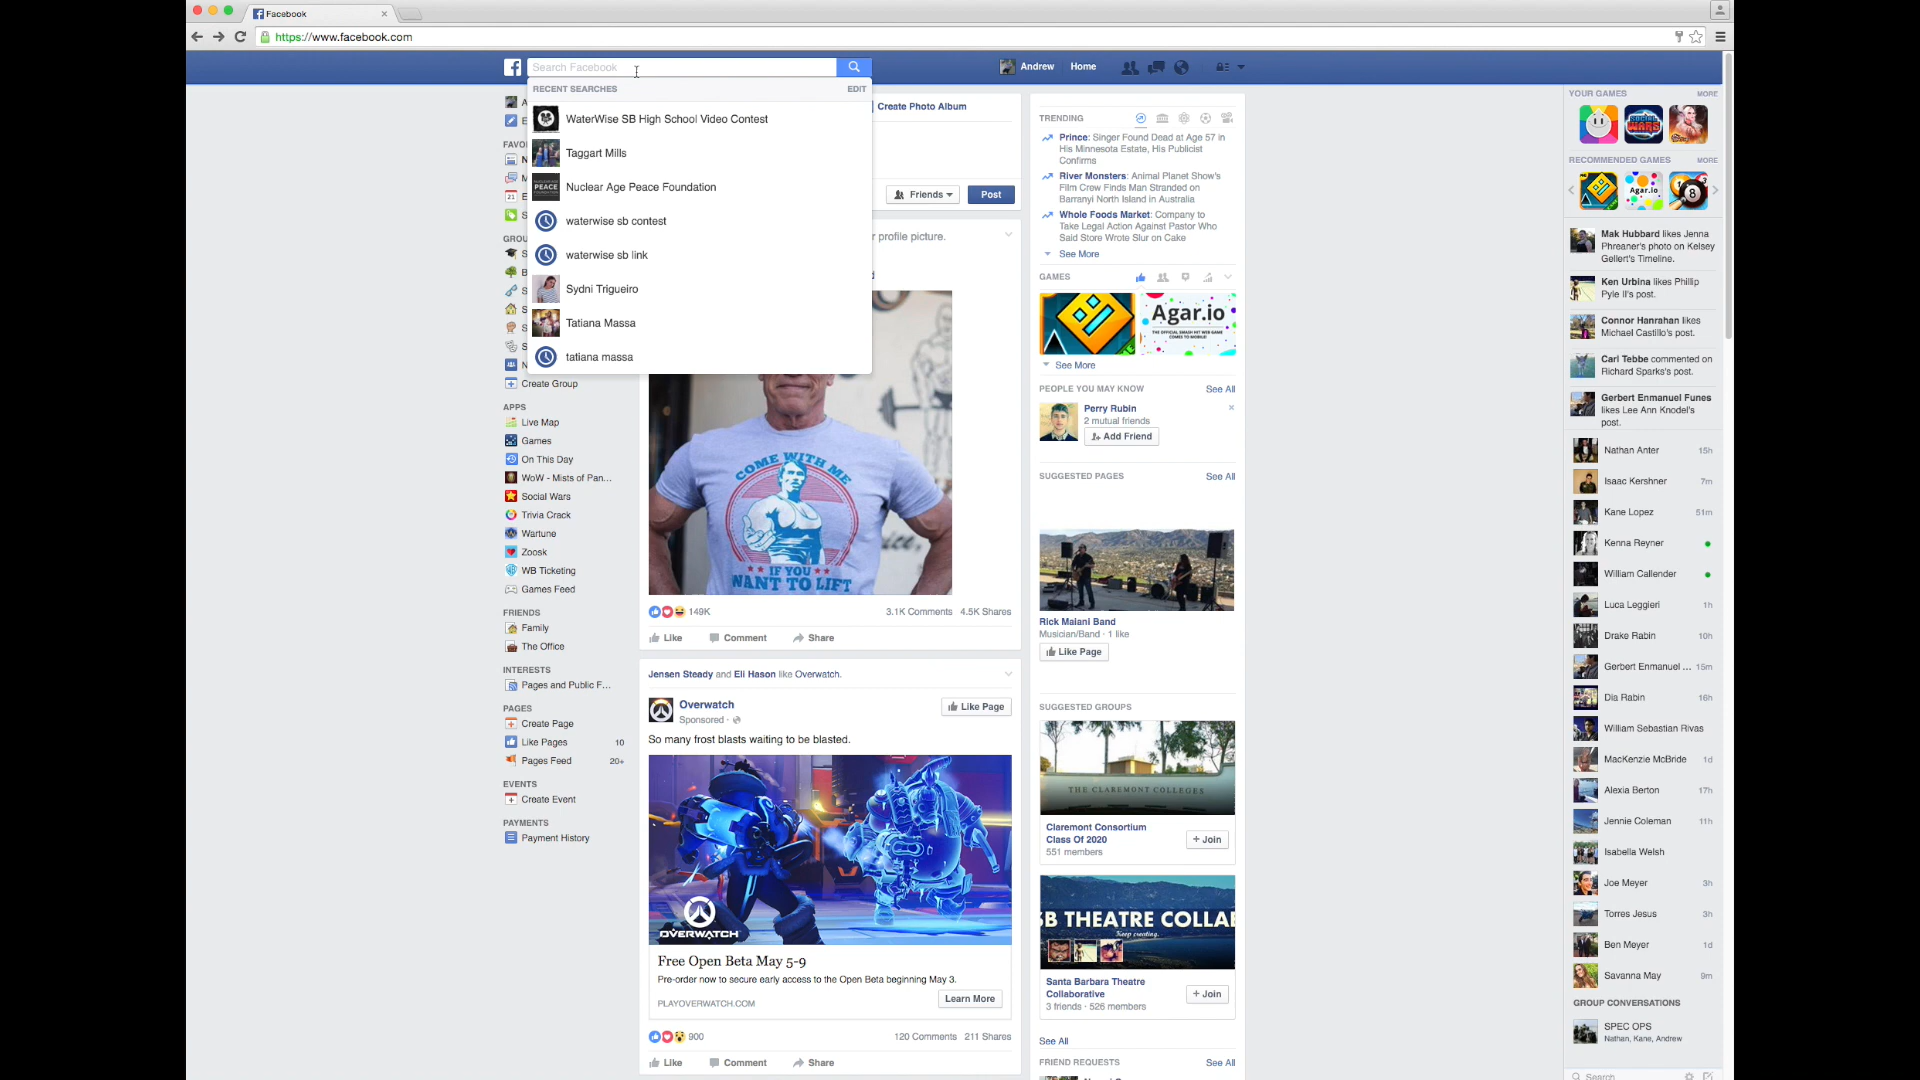 Facebook
https://www.facebook.com
Search Facebook
Andrew
Home
RECENT SEARCHES
EDIT
WaterWise SB High School Video Contest
Taggart Mills
Nuclear Age Peace Foundation
waterwise sb contest
waterwise sb link
Sydni Trigueiro
Tatiana Massa
tatiana massa
Create Group
APPS
Live Map
Games
On This Day
WoW - Mists of Pan...
Social Wars
Trivia Crack
Wartune
Zoosk
WB Ticketing
Games Feed
FRIENDS
Family
The Office
INTERESTS
Pages and Public F...
PAGES
Create Page
Like Pages 10
Pages Feed 20+
EVENTS
Create Event
PAYMENTS
Payment History
Create Photo Album
Friends
Post
profile picture.
COME WITH ME
IF YOU
WANT TO LIFT
149K
3.1K Comments 4.5K Shares
Like Comment Share
Jensen Steady and Eli Hason like Overwatch.
Overwatch
Sponsored ·
Like Page
So many frost blasts waiting to be blasted.
OVERWATCH
Free Open Beta May 5-9
Pre-order now to secure early access to the Open Beta beginning May 3.
PLAYOVERWATCH.COM
Learn More
900
120 Comments 211 Shares
Like Comment Share
TRENDING
Prince: Singer Found Dead at Age 57 in
His Minnesota Estate, His Publicist
Confirms
River Monsters: Animal Planet Show's
Film Crew Finds Man Stranded on
Barranyi North Island in Australia
Whole Foods Market: Company to
Take Legal Action Against Pastor Who
Said Store Wrote Slur on Cake
See More
GAMES
Agar.io
THE OFFICIAL SMASH HIT WEB GAME
COMES TO MOBILE!
See More
PEOPLE YOU MAY KNOW
See All
Perry Rubin
2 mutual friends
Add Friend
SUGGESTED PAGES
See All
Rick Malani Band
Musician/Band · 1 like
Like Page
SUGGESTED GROUPS
THE CLAREMONT COLLEGES
Claremont Consortium
Class Of 2020
551 members
+ Join
SB THEATRE COLLAB
Keep creating.
Santa Barbara Theatre
Collaborative
3 friends · 526 members
+ Join
See All
FRIEND REQUESTS
See All
YOUR GAMES
MORE
SOCIAL WARS
RECOMMENDED GAMES
MORE
Agar.io
8
Mak Hubbard likes Jenna
Phreaner's photo on Kelsey
Gellert's Timeline.
Ken Urbina likes Phillip
Pyle II's post.
Connor Hanrahan likes
Michael Castillo's post.
Carl Tebbe commented on
Richard Sparks's post.
Gerbert Enmanuel Funes
likes Lee Ann Knodel's
post.
Nathan Anter 15h
Isaac Kershner 7m
Kane Lopez 51m
Kenna Reyner
William Callender
Luca Leggieri 1h
Drake Rabin 10h
Gerbert Enmanuel ... 15m
Dia Rabin 16h
William Sebastian Rivas
MacKenzie McBride 1d
Alexia Berton 17h
Jennie Coleman 11h
Isabella Welsh
Joe Meyer 3h
Torres Jesus 3h
Ben Meyer 1d
Savanna May 9m
GROUP CONVERSATIONS
SPEC OPS
Nathan, Kane, Andrew
Search